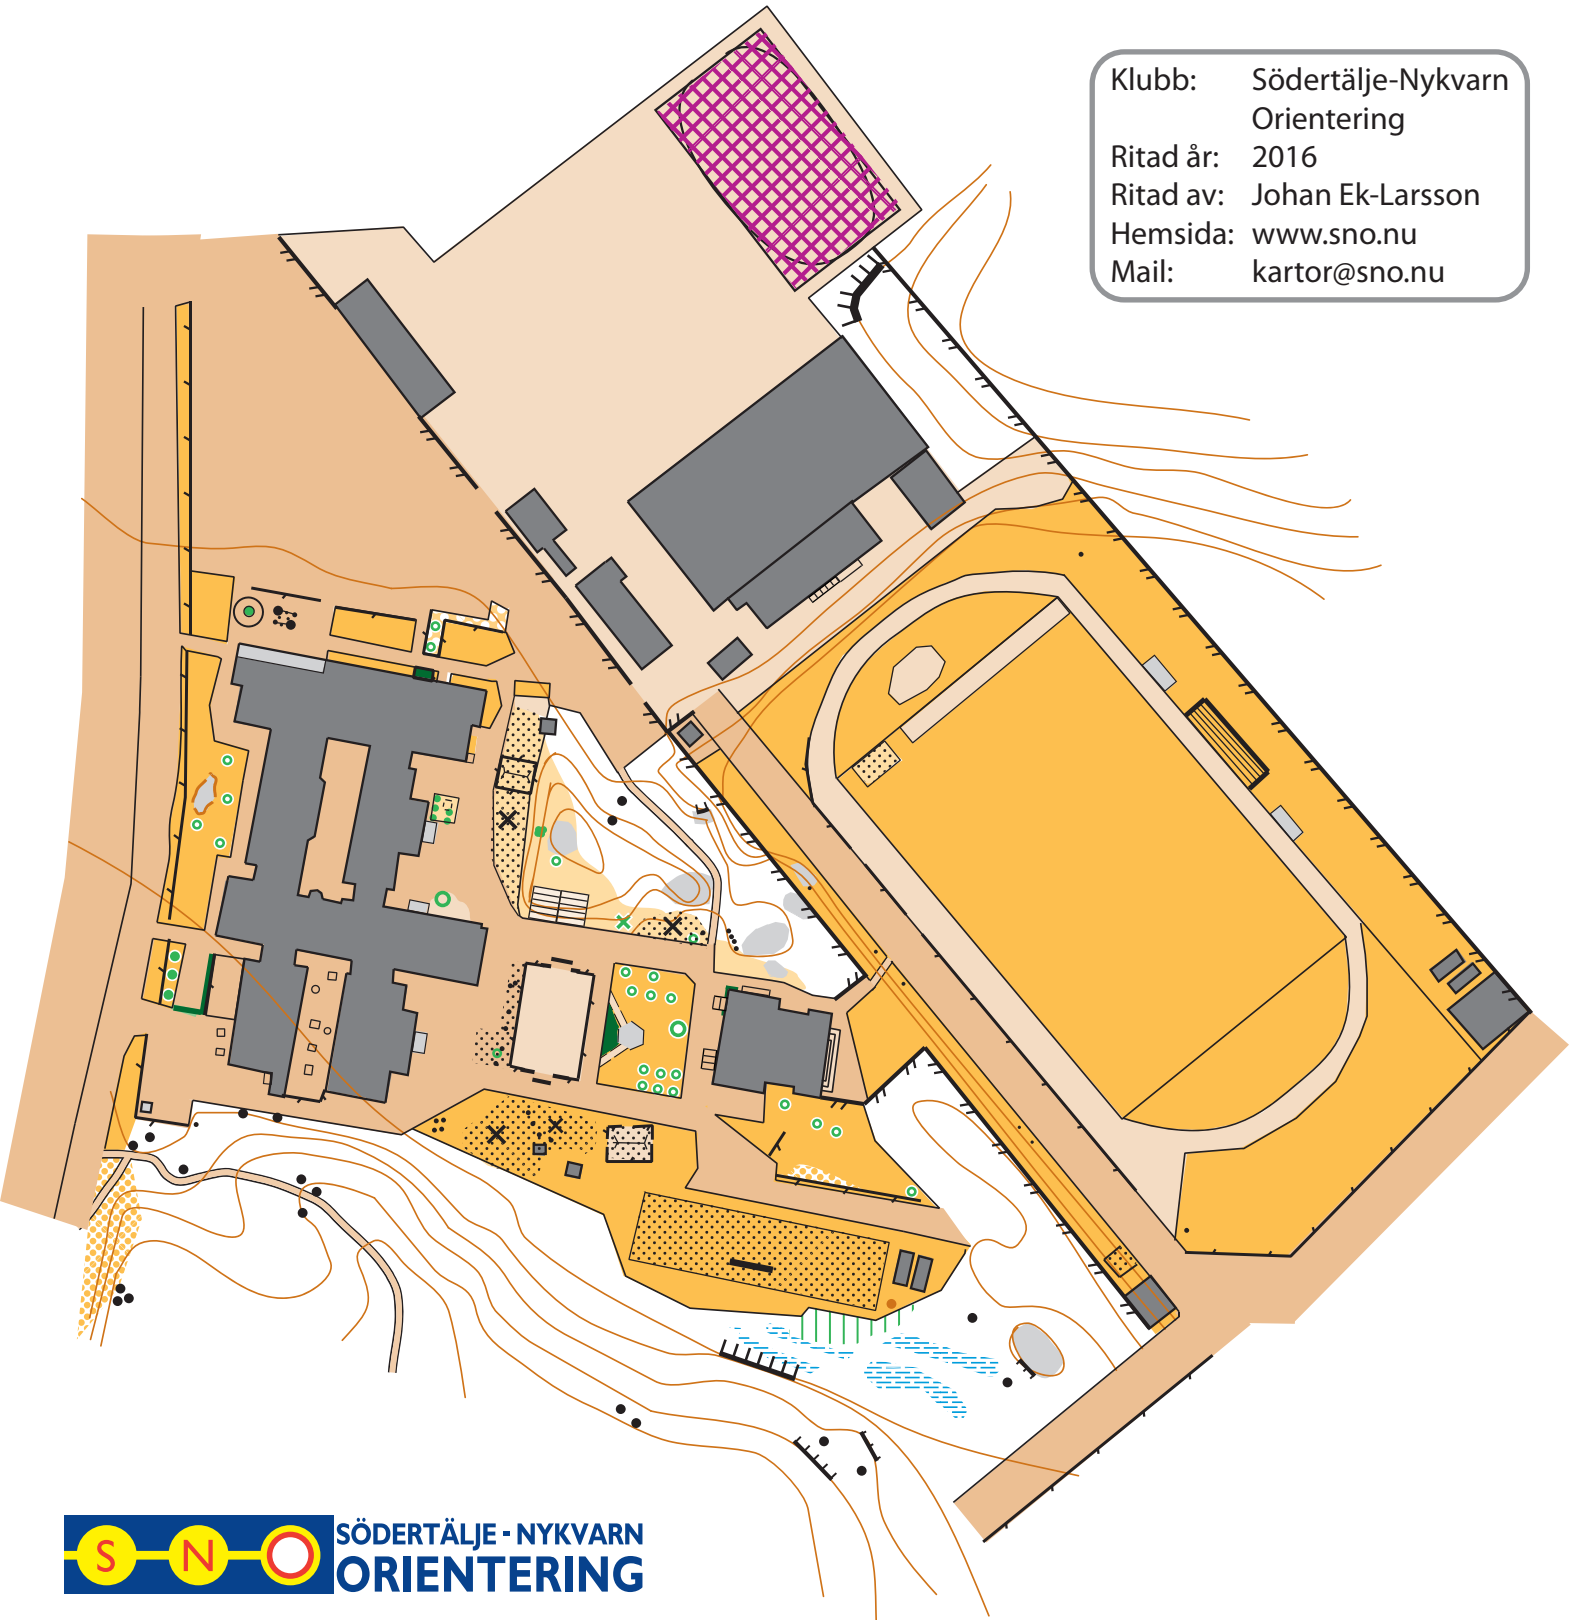 Klubb: Södertälje-Nykvarn
Orientering
Ritad år: 2016
Ritad av: Johan Ek-Larsson
Hemsida: www.sno.nu
Mail: kartor@sno.nu
S N O SÖDERTÄLJE - NYKVARN
ORIENTERING